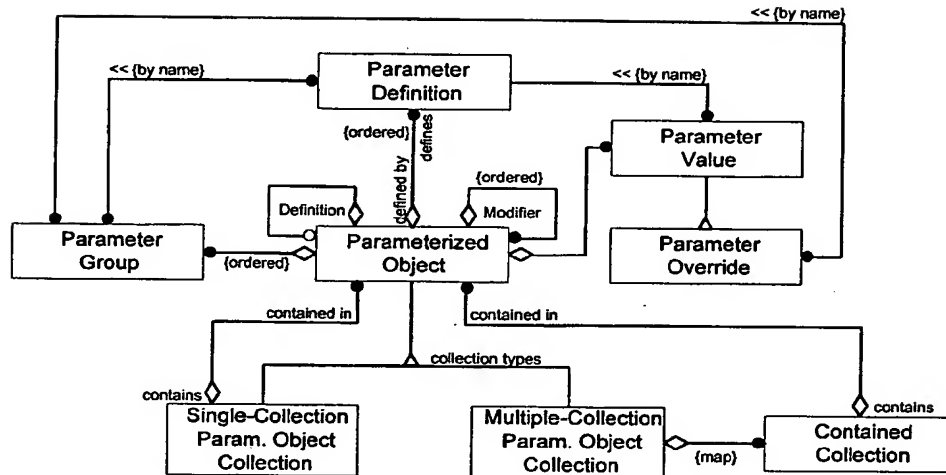 << {by name}
<< {by name}
Parameter
Definition
<< {by name}
{ordered}
defines
defined by
Parameter
Value
{ordered}
Definition
Modifier
Parameter
Group
{ordered}
Parameterized
Object
Parameter
Override
contained in
contained in
collection types
contains
contains
Single-Collection
Param. Object
Collection
Multiple-Collection
Param. Object
Collection
{map}
Contained
Collection